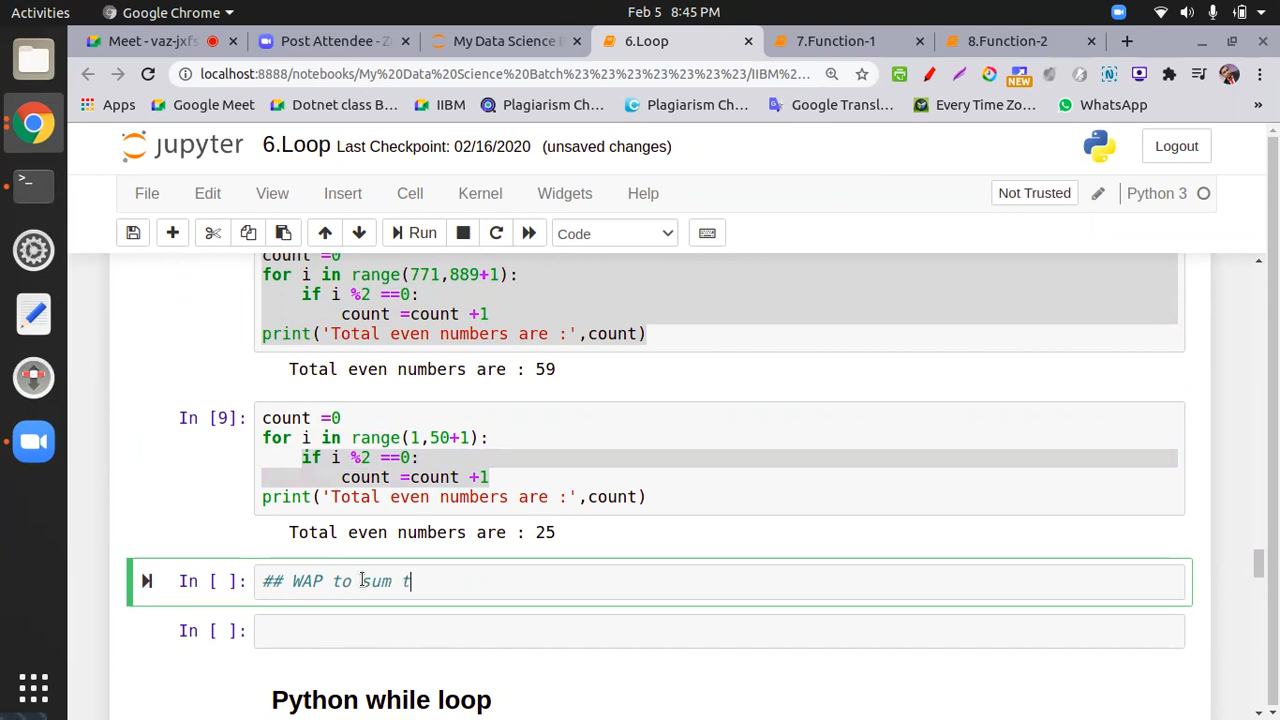 Activities Google Chrome Feb 5 8:45 PM
Meet - vaz-jxfs Post Attendee - Z My Data Science B 6.Loop 7.Function-1 8.Function-2
localhost:8888/notebooks/My%20Data%20Science%20Batch%23%23%23%23%23%23%23/IIBM%2... NEW
Apps Google Meet Dotnet class B... IIBM Plagiarism Ch... Plagiarism Ch... Google Transl... Every Time Zo... WhatsApp »
jupyter 6.Loop Last Checkpoint: 02/16/2020 (unsaved changes) Logout
File Edit View Insert Cell Kernel Widgets Help Not Trusted Python 3
Run Code
count =0
for i in range(771,889+1):
if i %2 ==0:
count =count +1
print('Total even numbers are :',count)
Total even numbers are : 59
In [9]: count =0
for i in range(1,50+1):
if i %2 ==0:
count =count +1
print('Total even numbers are :',count)
Total even numbers are : 25
In [ ]: ## WAP to sum t
In [ ]:
Python while loop